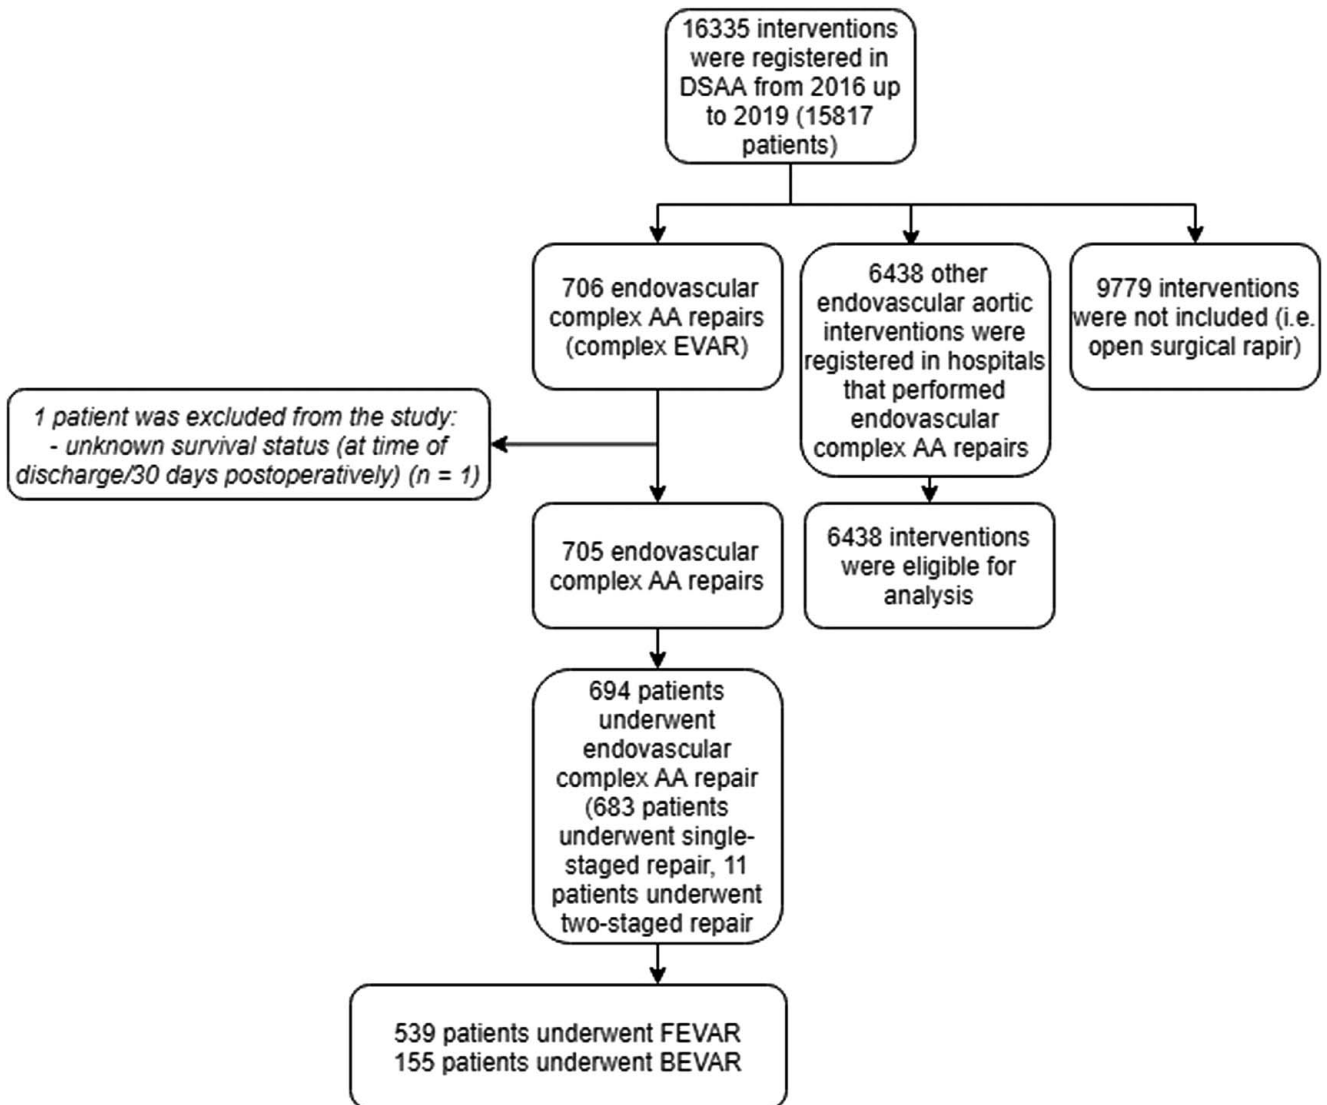 16335 interventions
were registered in
DSAA from 2016 up
to 2019 (15817
patients)
706 endovascular
complex AA repairs
(complex EVAR)
6438 other
endovascular aortic
interventions were
registered in hospitals
that performed
endovascular
complex AA repairs
9779 interventions
were not included (i.e.
open surgical rapir)
1 patient was excluded from the study:
- unknown survival status (at time of
discharge/30 days postoperatively) (n = 1)
705 endovascular
complex AA repairs
6438 interventions
were eligible for
analysis
694 patients
underwent
endovascular
complex AA repair
(683 patients
underwent single-
staged repair, 11
patients underwent
two-staged repair
539 patients underwent FEVAR
155 patients underwent BEVAR